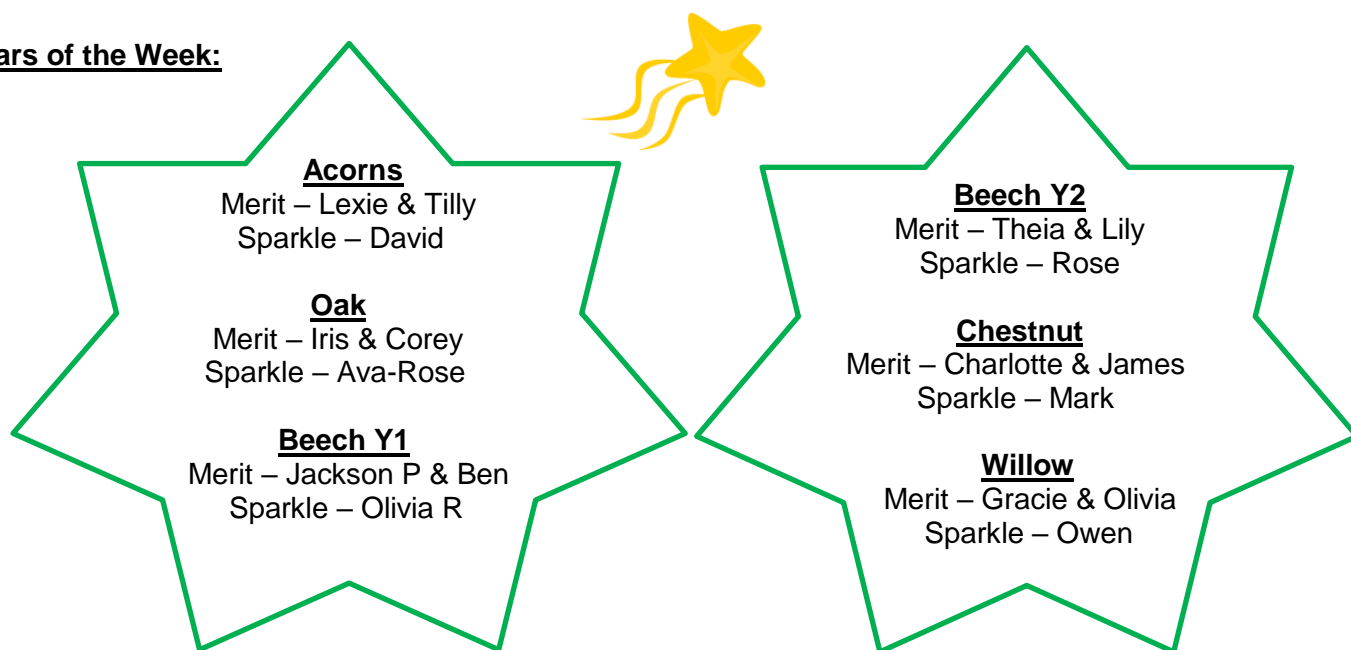 ars of the Week:
Acorns
Merit – Lexie & Tilly
Sparkle – David
Oak
Merit – Iris & Corey
Sparkle – Ava-Rose
Beech Y1
Merit – Jackson P & Ben
Sparkle – Olivia R
Beech Y2
Merit – Theia & Lily
Sparkle – Rose
Chestnut
Merit – Charlotte & James
Sparkle – Mark
Willow
Merit – Gracie & Olivia
Sparkle – Owen